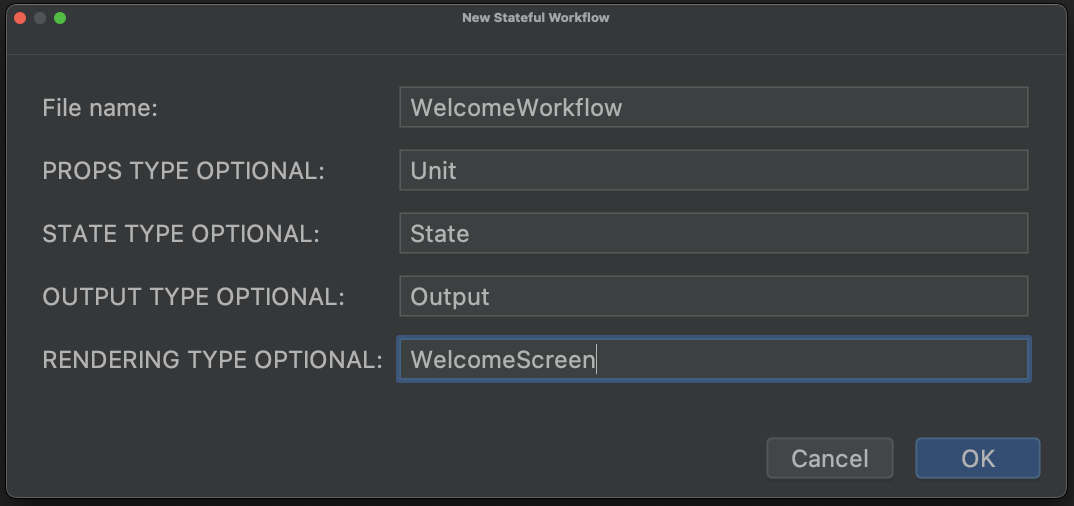 New Stateful Workflow
File name: WelcomeWorkflow
PROPS TYPE OPTIONAL: Unit
STATE TYPE OPTIONAL: State
OUTPUT TYPE OPTIONAL: Output
RENDERING TYPE OPTIONAL: WelcomeScreen
Cancel OK